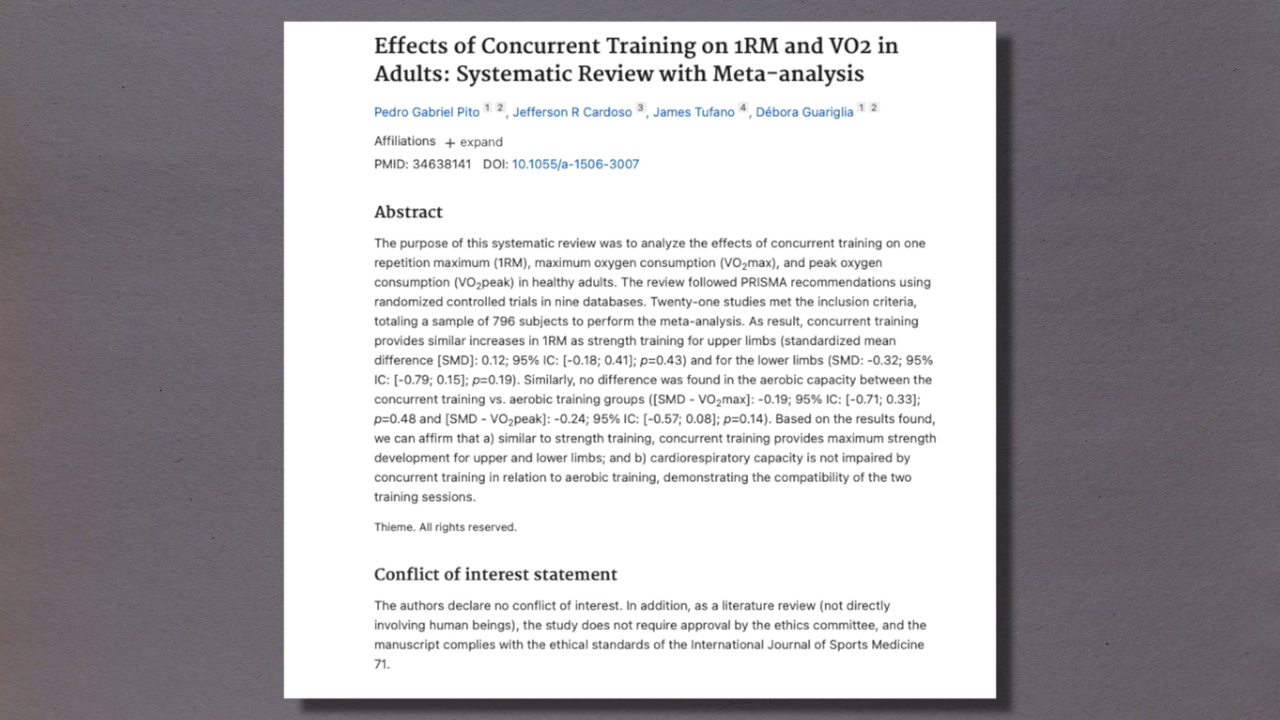 Effects of Concurrent Training on 1RM and VO2 in
Adults: Systematic Review with Meta-analysis
Pedro Gabriel Pito 1 2, Jefferson R Cardoso 3, James Tufano 4, Débora Guariglia 1 2
Affiliations + expand
PMID: 34638141 DOI: 10.1055/a-1506-3007
Abstract
The purpose of this systematic review was to analyze the effects of concurrent training on one
repetition maximum (1RM), maximum oxygen consumption (VO2max), and peak oxygen
consumption (VO2peak) in healthy adults. The review followed PRISMA recommendations using
randomized controlled trials in nine databases. Twenty-one studies met the inclusion criteria,
totaling a sample of 796 subjects to perform the meta-analysis. As result, concurrent training
provides similar increases in 1RM as strength training for upper limbs (standardized mean
difference [SMD]: 0.12; 95% IC: [-0.18; 0.41]; p=0.43) and for the lower limbs (SMD: -0.32; 95%
IC: [-0.79; 0.15]; p=0.19). Similarly, no difference was found in the aerobic capacity between the
concurrent training vs. aerobic training groups ([SMD - VO2max]: -0.19; 95% IC: [-0.71; 0.33];
p=0.48 and [SMD - VO2peak]: -0.24; 95% IC: [-0.57; 0.08]; p=0.14). Based on the results found,
we can affirm that a) similar to strength training, concurrent training provides maximum strength
development for upper and lower limbs; and b) cardiorespiratory capacity is not impaired by
concurrent training in relation to aerobic training, demonstrating the compatibility of the two
training sessions.
Thieme. All rights reserved.
Conflict of interest statement
The authors declare no conflict of interest. In addition, as a literature review (not directly
involving human beings), the study does not require approval by the ethics committee, and the
manuscript complies with the ethical standards of the International Journal of Sports Medicine
71.